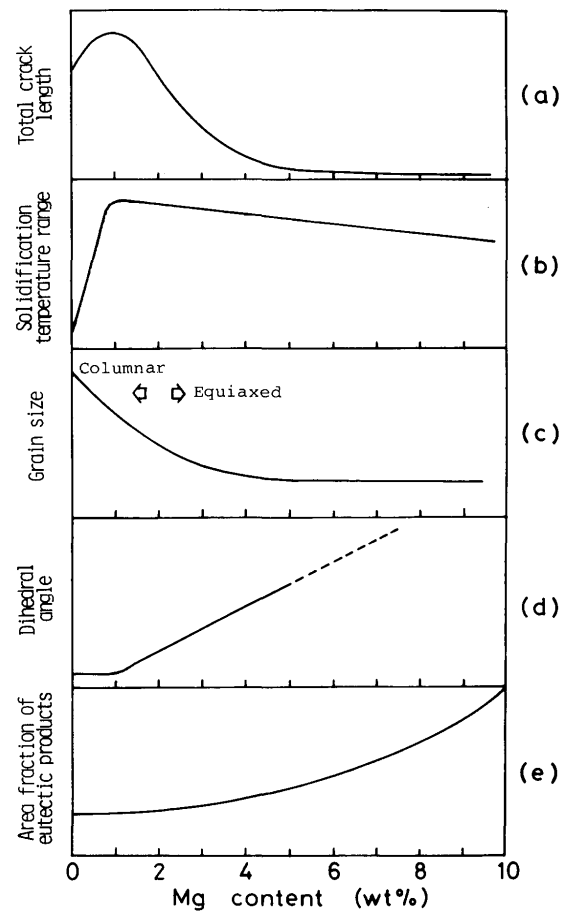 Total crack
length
(a)
Solidification
temperature range
(b)
Columnar
Equiaxed
Grain size
(c)
Dihedral
angle
(d)
Area fraction of
eutectic products
(e)
0 2 4 6 8 10
Mg content (wt%)